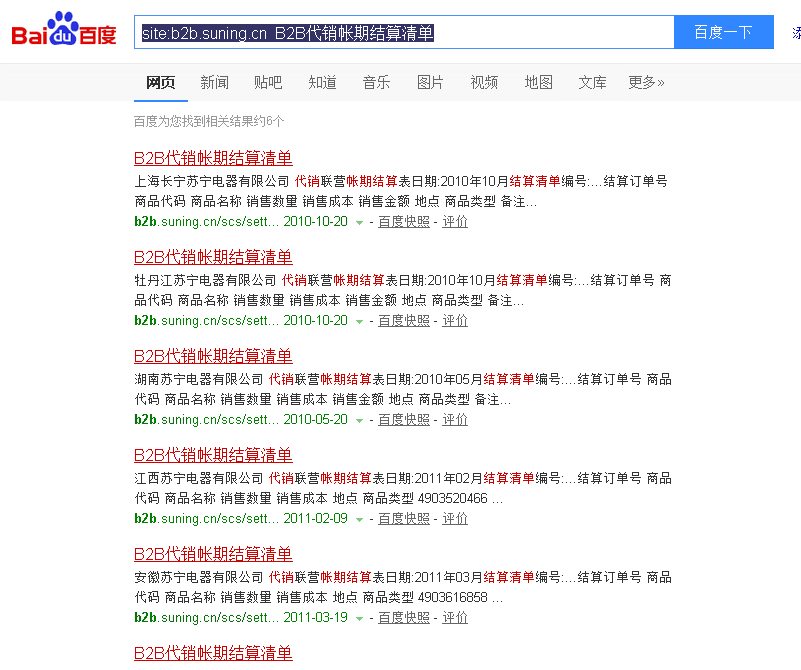 Bai du 百度
site:b2b.suning.cn B2B代销帐期结算清单
百度一下
网页 新闻 贴吧 知道 音乐 图片 视频 地图 文库 更多»
百度为您找到相关结果约6个
B2B代销帐期结算清单
上海长宁苏宁电器有限公司 代销联营帐期结算表日期:2010年10月结算清单编号:...结算订单号
商品代码 商品名称 销售数量 销售成本 销售金额 地点 商品类型 备注...
b2b.suning.cn/scs/sett... 2010-10-20 - 百度快照 - 评价
B2B代销帐期结算清单
牡丹江苏宁电器有限公司 代销联营帐期结算表日期:2010年10月结算清单编号:...结算订单号 商
品代码 商品名称 销售数量 销售成本 销售金额 地点 商品类型 备注...
b2b.suning.cn/scs/sett... 2010-10-20 - 百度快照 - 评价
B2B代销帐期结算清单
湖南苏宁电器有限公司 代销联营帐期结算表日期:2010年05月结算清单编号:...结算订单号 商品
代码 商品名称 销售数量 销售成本 销售金额 地点 商品类型 备注...
b2b.suning.cn/scs/sett... 2010-05-20 - 百度快照 - 评价
B2B代销帐期结算清单
江西苏宁电器有限公司 代销联营帐期结算表日期:2011年02月结算清单编号:...结算订单号 商品
代码 商品名称 销售数量 销售成本 地点 商品类型 4903520466 ...
b2b.suning.cn/scs/sett... 2011-02-09 - 百度快照 - 评价
B2B代销帐期结算清单
安徽苏宁电器有限公司 代销联营帐期结算表日期:2011年03月结算清单编号:...结算订单号 商品
代码 商品名称 销售数量 销售成本 地点 商品类型 4903616858 ...
b2b.suning.cn/scs/sett... 2011-03-19 - 百度快照 - 评价
B2B代销帐期结算清单